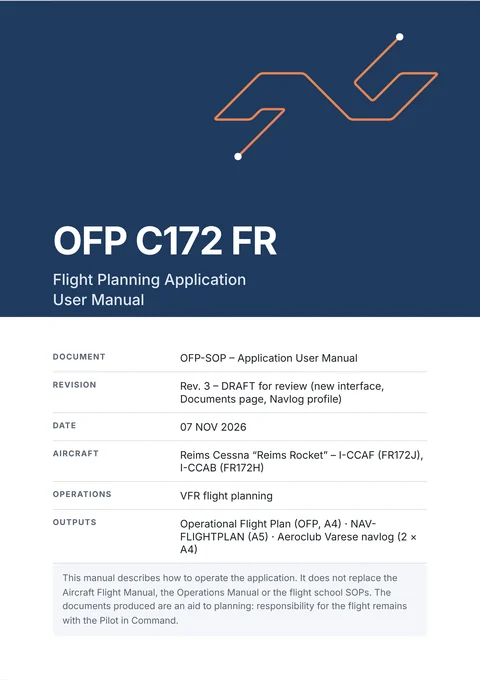 OFP C172 FR
Flight Planning Application
User Manual
DOCUMENT
OFP-SOP – Application User Manual
REVISION
Rev. 3 – DRAFT for review (new interface,
Documents page, Navlog profile)
DATE
07 NOV 2026
AIRCRAFT
Reims Cessna “Reims Rocket” – I-CCAF (FR172J),
I-CCAB (FR172H)
OPERATIONS
VFR flight planning
OUTPUTS
Operational Flight Plan (OFP, A4) · NAV-
FLIGHTPLAN (A5) · Aeroclub Varese navlog (2 ×
A4)
This manual describes how to operate the application. It does not replace the
Aircraft Flight Manual, the Operations Manual or the flight school SOPs. The
documents produced are an aid to planning: responsibility for the flight remains
with the Pilot in Command.